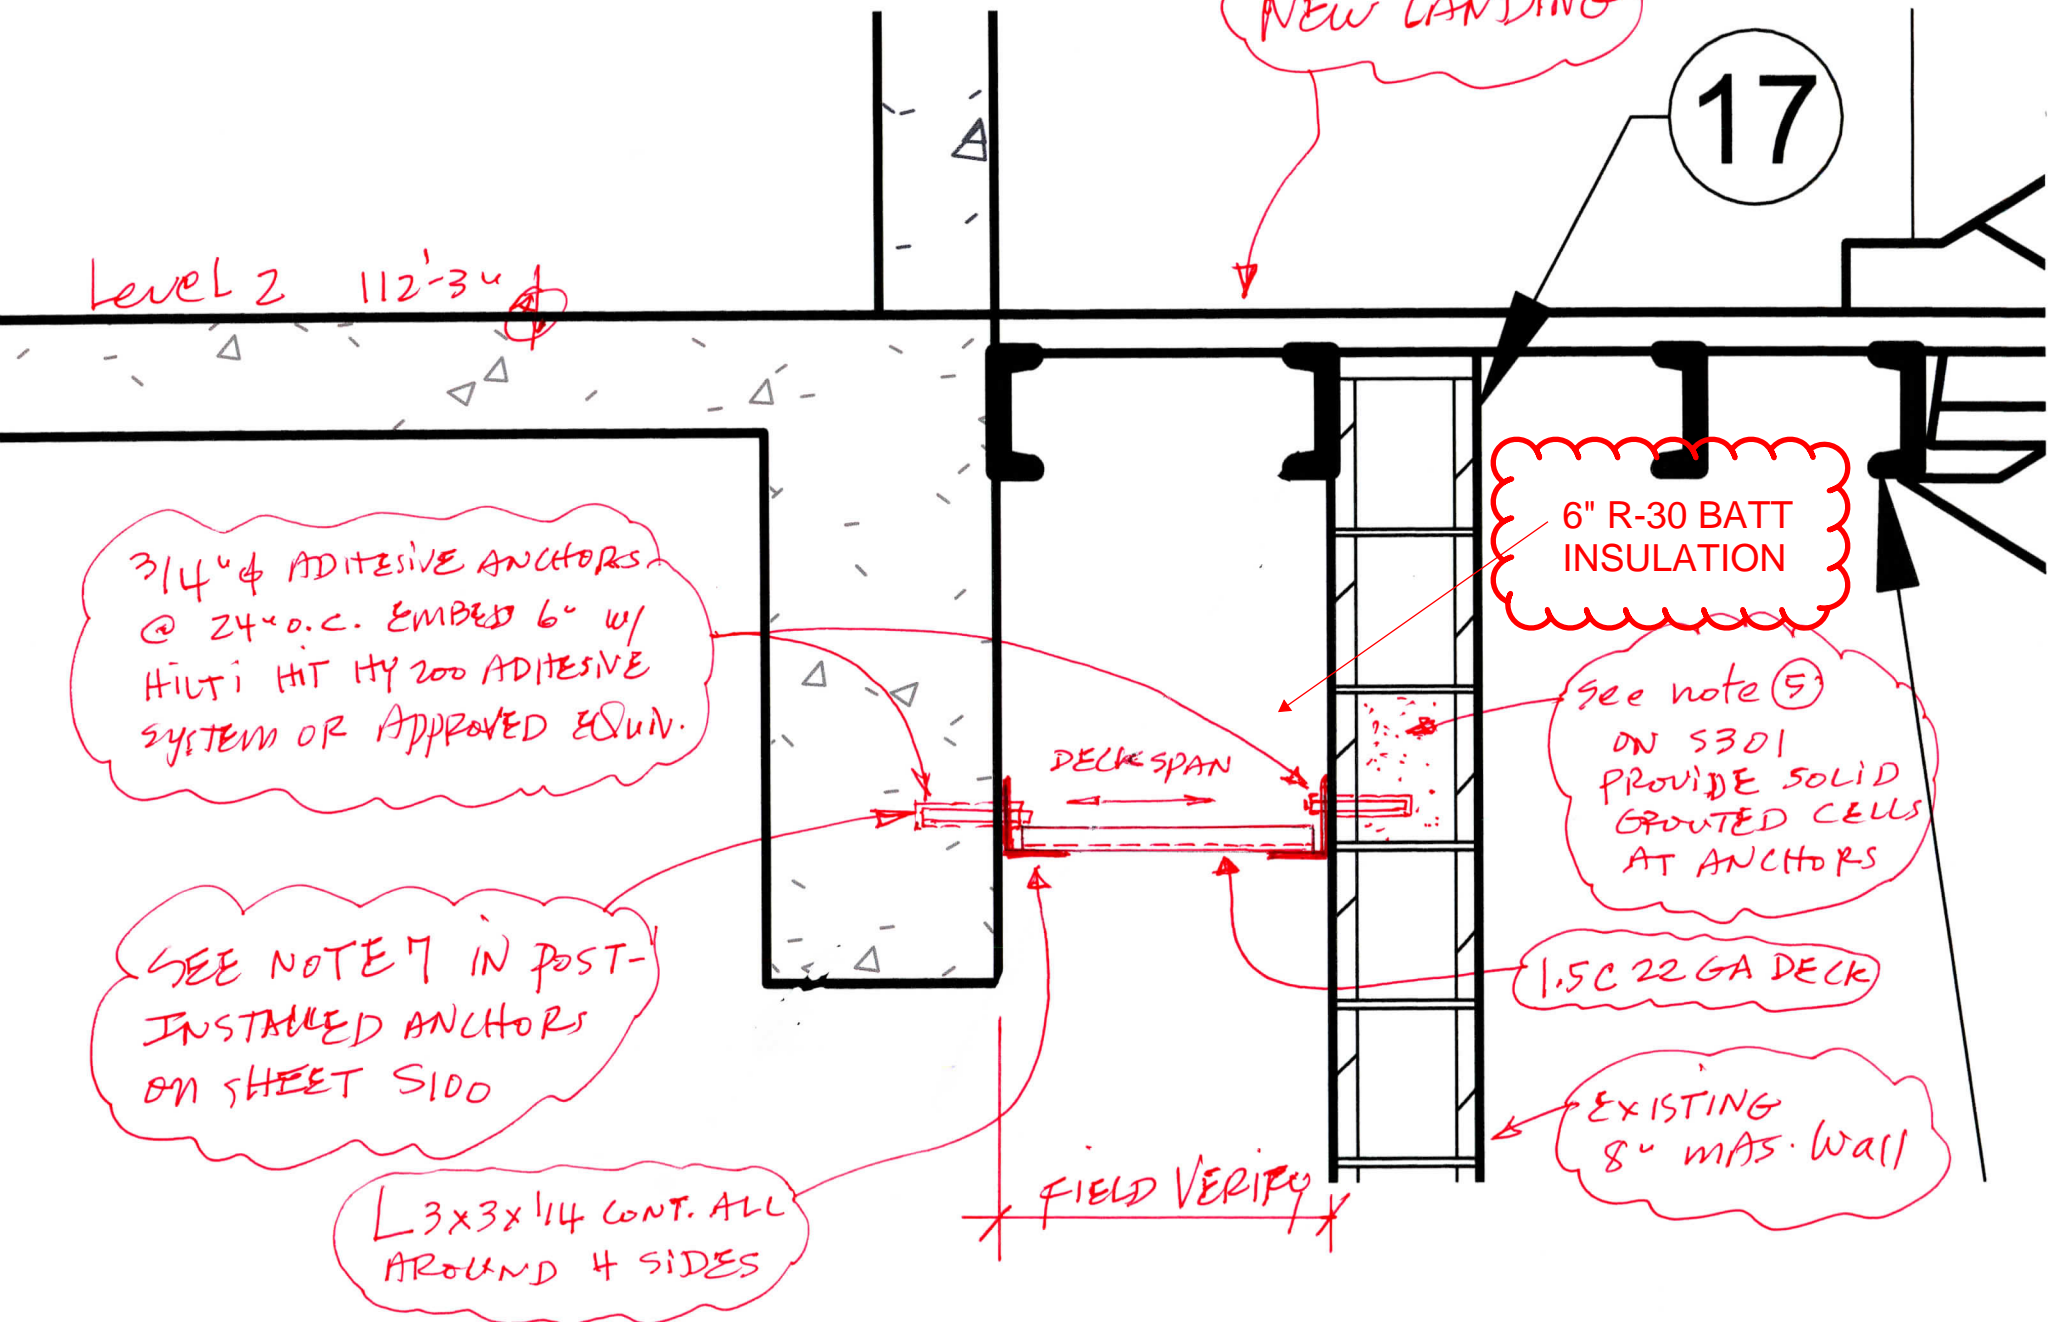 NEW LANDING
17
Level 2 112'-3"
3/4"ϕ ADHESIVE ANCHORS
@ 24" O.C. EMBED 6" W/
HILTI HIT HY 200 ADHESIVE
SYSTEM OR APPROVED EQUIV.
6" R-30 BATT
INSULATION
See note 5
ON S301
PROVIDE SOLID
GROUTED CELLS
AT ANCHORS
DECK SPAN
SEE NOTE 7 IN POST-
INSTALLED ANCHORS
ON SHEET S100
1.5C 22 GA DECK
EXISTING
8" MAS. Wall
L 3x3x1/4 CONT. ALL
AROUND 4 SIDES
FIELD VERIFY